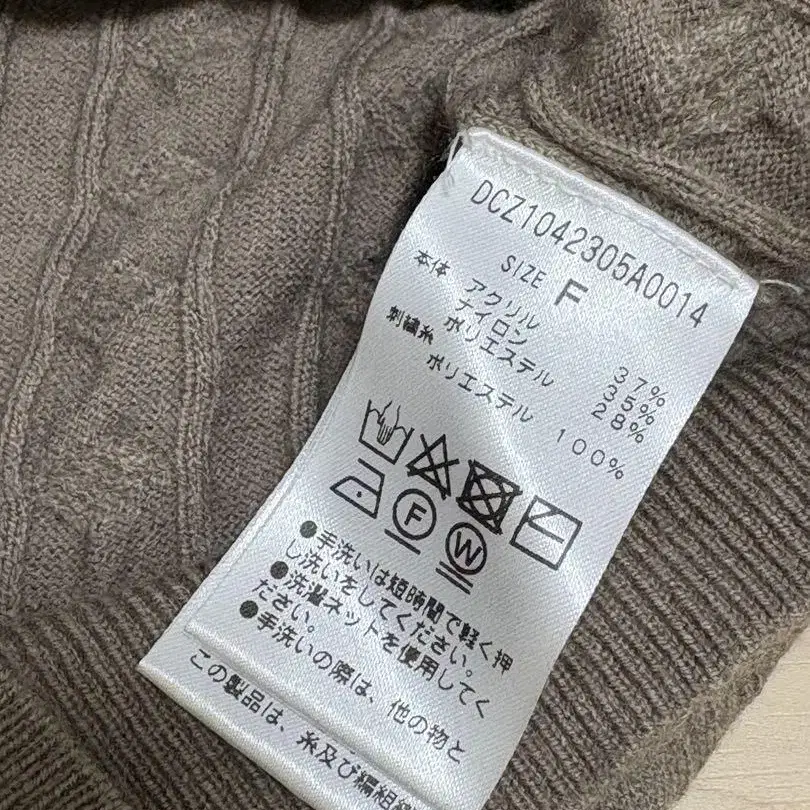 DCZ1042305A0014
SIZE F
本体 アクリル 37%
ナイロン 35%
ポリエステル 28%
刺繍糸 ポリエステル 100%
F W
●手洗いは短時間で軽く押
し洗いをしてください。
●洗濯ネットを使用してく
ださい。
●手洗いの際は、他の物と
この製品は、糸及び編組織